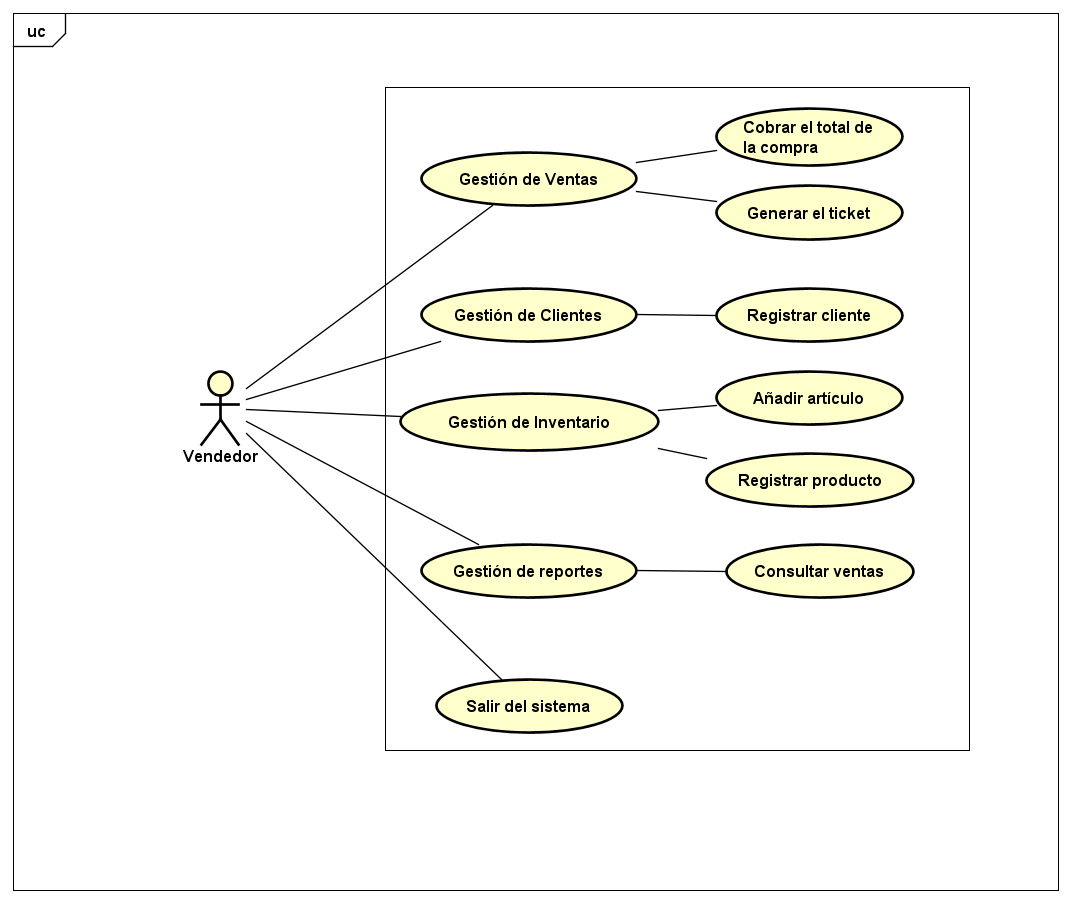 uc
Cobrar el total de
la compra
Gestión de Ventas
Generar el ticket
Gestión de Clientes
Registrar cliente
Añadir artículo
Gestión de Inventario
Vendedor
Registrar producto
Gestión de reportes
Consultar ventas
Salir del sistema